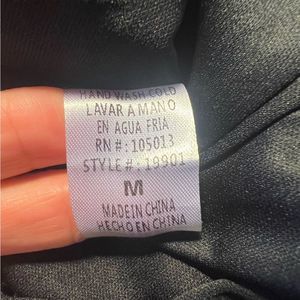 HAND WASH COLD
LAVAR A MANO
EN AGUA FRIA
RN#:105013
STYLE#:19901
M
MADE IN CHINA
HECHO EN CHINA